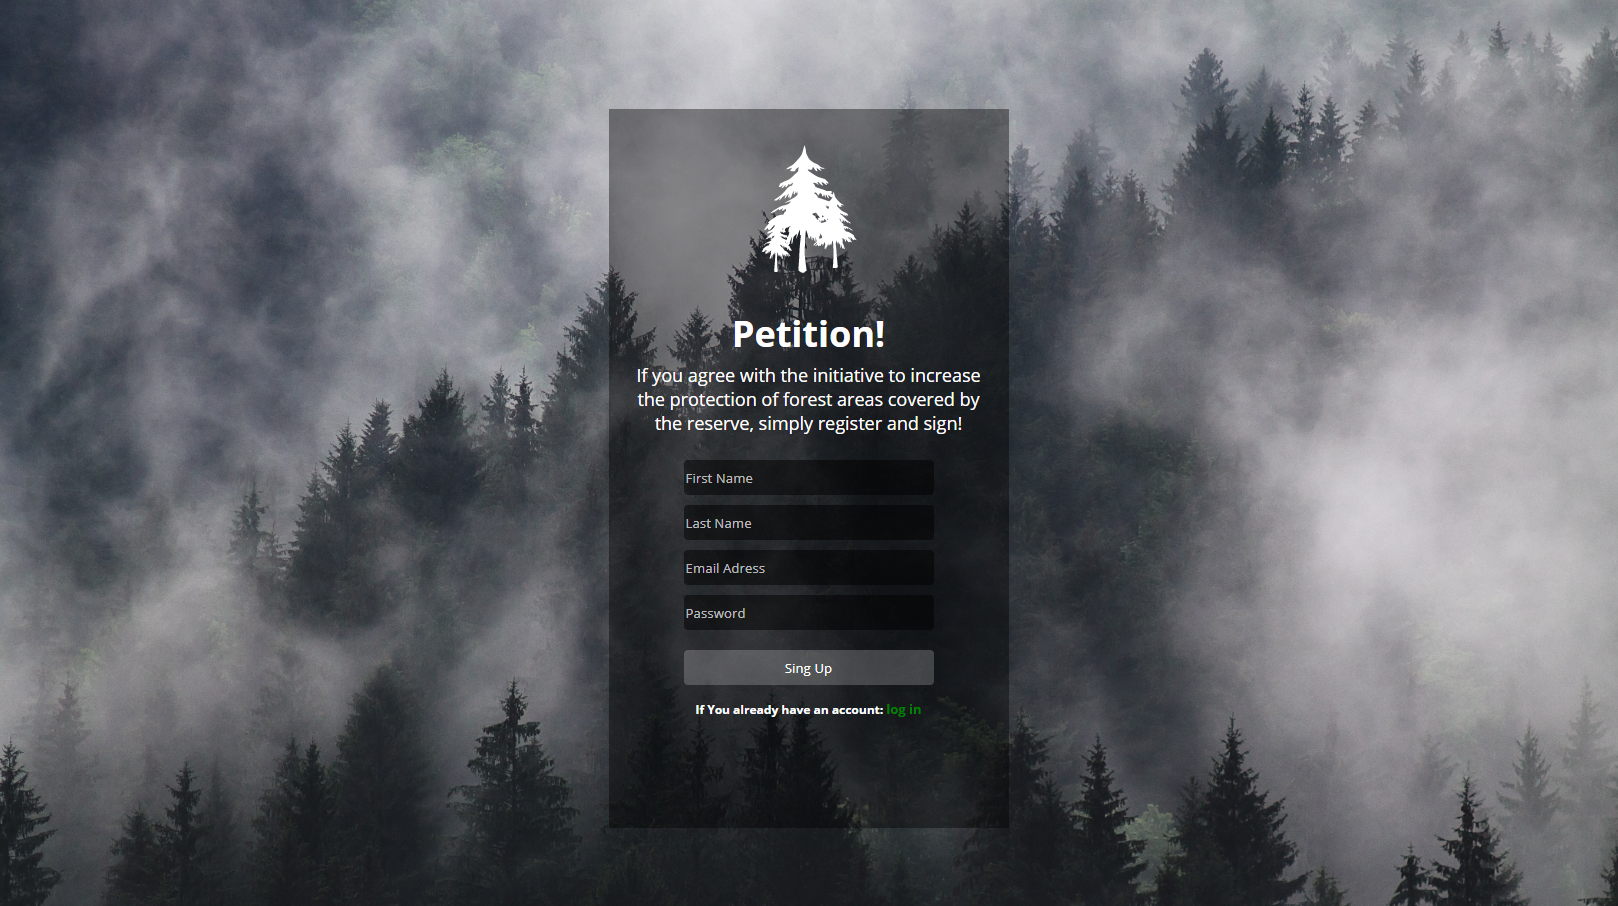 Petition!
If you agree with the initiative to increase
the protection of forest areas covered by
the reserve, simply register and sign!
First Name
Last Name
Email Adress
Password
Sing Up
If You already have an account: log in